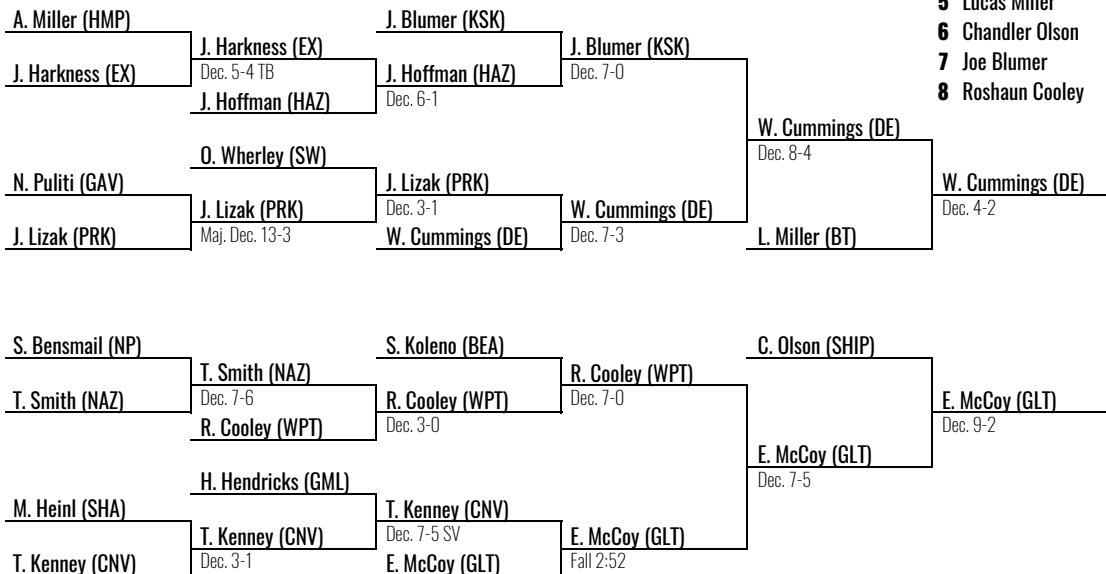 5 Lucas Miller
6 Chandler Olson
7 Joe Blumer
8 Roshaun Cooley
A. Miller (HMP)
J. Harkness (EX)
J. Harkness (EX)
Dec. 5-4 TB
J. Hoffman (HAZ)
J. Blumer (KSK)
J. Hoffman (HAZ)
Dec. 6-1
J. Blumer (KSK)
Dec. 7-0
N. Puliti (GAV)
J. Lizak (PRK)
O. Wherley (SW)
J. Lizak (PRK)
Maj. Dec. 13-3
J. Lizak (PRK)
Dec. 3-1
W. Cummings (DE)
W. Cummings (DE)
Dec. 7-3
W. Cummings (DE)
Dec. 8-4
L. Miller (BT)
W. Cummings (DE)
Dec. 4-2
S. Bensmail (NP)
T. Smith (NAZ)
T. Smith (NAZ)
Dec. 7-6
R. Cooley (WPT)
S. Koleno (BEA)
R. Cooley (WPT)
Dec. 3-0
R. Cooley (WPT)
Dec. 7-0
M. Heinl (SHA)
T. Kenney (CNV)
H. Hendricks (GML)
T. Kenney (CNV)
Dec. 3-1
T. Kenney (CNV)
Dec. 7-5 SV
E. McCoy (GLT)
E. McCoy (GLT)
Fall 2:52
C. Olson (SHIP)
E. McCoy (GLT)
Dec. 7-5
E. McCoy (GLT)
Dec. 9-2